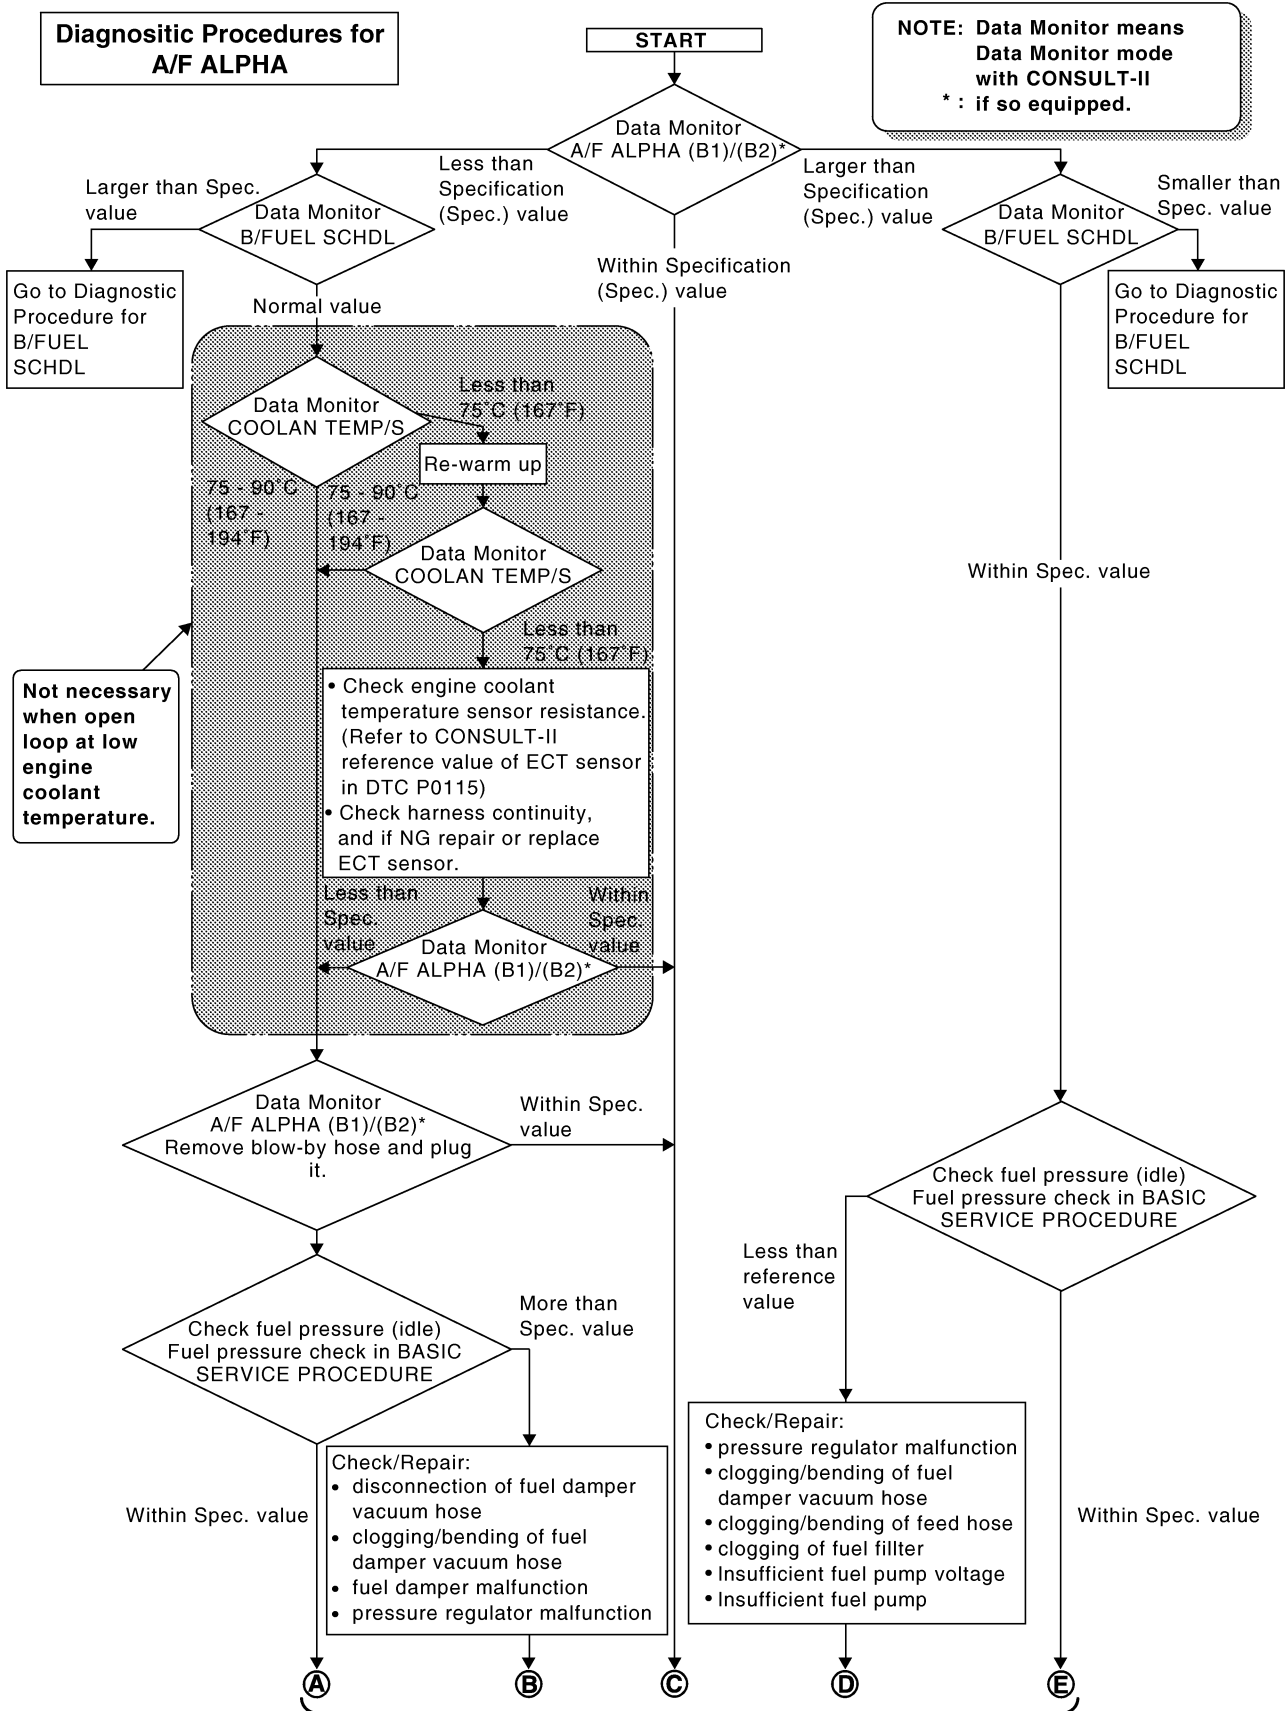 Diagnositic Procedures for
A/F ALPHA
START
NOTE: Data Monitor means
Data Monitor mode
with CONSULT-II
* : if so equipped.
Data Monitor
A/F ALPHA (B1)/(B2)*
Less than
Specification
(Spec.) value
Larger than
Specification
(Spec.) value
Within Specification
(Spec.) value
Larger than Spec.
value
Data Monitor
B/FUEL SCHDL
Data Monitor
B/FUEL SCHDL
Smaller than
Spec. value
Go to Diagnostic
Procedure for
B/FUEL
SCHDL
Normal value
Go to Diagnostic
Procedure for
B/FUEL
SCHDL
Data Monitor
COOLAN TEMP/S
Less than
75˚C (167˚F)
Re-warm up
75 - 90˚C
(167 -
194˚F)
75 - 90˚C
(167 -
194˚F)
Data Monitor
COOLAN TEMP/S
Within Spec. value
Less than
75˚C (167˚F)
Not necessary
when open
loop at low
engine
coolant
temperature.
• Check engine coolant
temperature sensor resistance.
(Refer to CONSULT-II
reference value of ECT sensor
in DTC P0115)
• Check harness continuity,
and if NG repair or replace
ECT sensor.
Less than
Spec.
value
Within
Spec.
value
Data Monitor
A/F ALPHA (B1)/(B2)*
Data Monitor
A/F ALPHA (B1)/(B2)*
Remove blow-by hose and plug
it.
Within Spec.
value
Check fuel pressure (idle)
Fuel pressure check in BASIC
SERVICE PROCEDURE
Less than
reference
value
Check fuel pressure (idle)
Fuel pressure check in BASIC
SERVICE PROCEDURE
More than
Spec. value
Within Spec. value
Check/Repair:
• disconnection of fuel damper
vacuum hose
• clogging/bending of fuel
damper vacuum hose
• fuel damper malfunction
• pressure regulator malfunction
Check/Repair:
• pressure regulator malfunction
• clogging/bending of fuel
damper vacuum hose
• clogging/bending of feed hose
• clogging of fuel fillter
• Insufficient fuel pump voltage
• Insufficient fuel pump
Within Spec. value
A
B
C
D
E